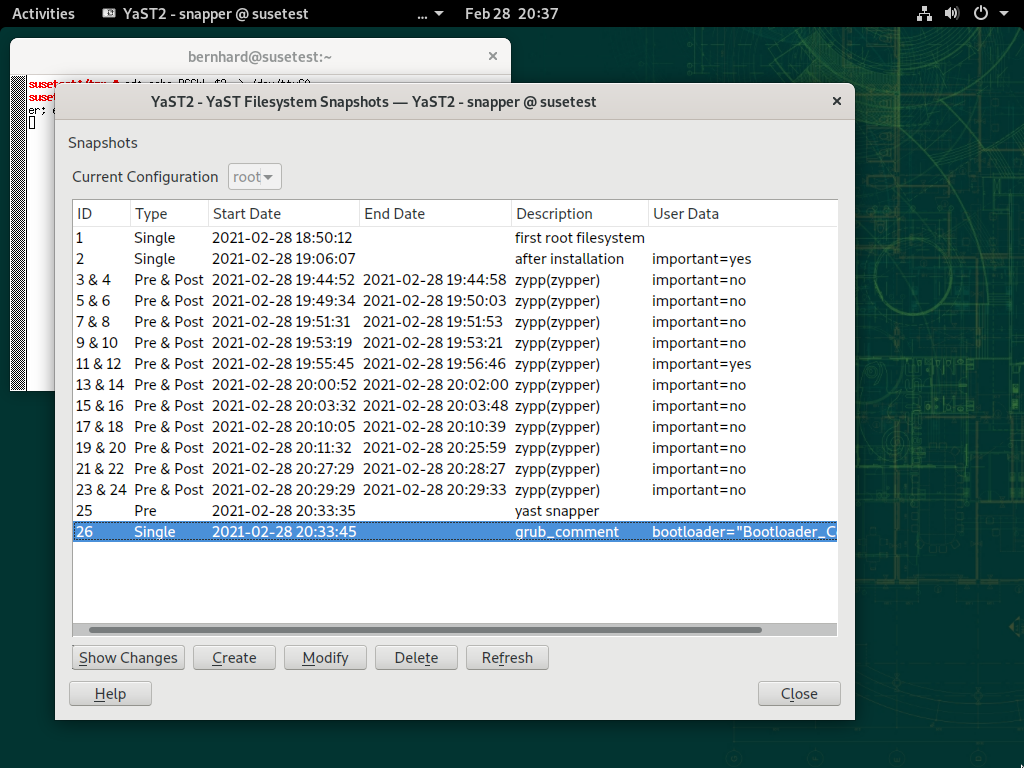 Activities YaST2 - snapper @ susetest ... Feb 28 20:37
bernhard@susetest:~ ×
YaST2 - YaST Filesystem Snapshots — YaST2 - snapper @ susetest ×
Snapshots
Current Configuration root
ID Type Start Date End Date Description User Data
1 Single 2021-02-28 18:50:12 first root filesystem
2 Single 2021-02-28 19:06:07 after installation important=yes
3 & 4 Pre & Post 2021-02-28 19:44:52 2021-02-28 19:44:58 zypp(zypper) important=no
5 & 6 Pre & Post 2021-02-28 19:49:34 2021-02-28 19:50:03 zypp(zypper) important=no
7 & 8 Pre & Post 2021-02-28 19:51:31 2021-02-28 19:51:53 zypp(zypper) important=no
9 & 10 Pre & Post 2021-02-28 19:53:19 2021-02-28 19:53:21 zypp(zypper) important=no
11 & 12 Pre & Post 2021-02-28 19:55:45 2021-02-28 19:56:46 zypp(zypper) important=yes
13 & 14 Pre & Post 2021-02-28 20:00:52 2021-02-28 20:02:00 zypp(zypper) important=no
15 & 16 Pre & Post 2021-02-28 20:03:32 2021-02-28 20:03:48 zypp(zypper) important=no
17 & 18 Pre & Post 2021-02-28 20:10:05 2021-02-28 20:10:39 zypp(zypper) important=no
19 & 20 Pre & Post 2021-02-28 20:11:32 2021-02-28 20:25:59 zypp(zypper) important=no
21 & 22 Pre & Post 2021-02-28 20:27:29 2021-02-28 20:28:27 zypp(zypper) important=no
23 & 24 Pre & Post 2021-02-28 20:29:29 2021-02-28 20:29:33 zypp(zypper) important=no
25 Pre 2021-02-28 20:33:35 yast snapper
26 Single 2021-02-28 20:33:45 grub_comment bootloader="Bootloader_C
Show Changes Create Modify Delete Refresh
Help Close